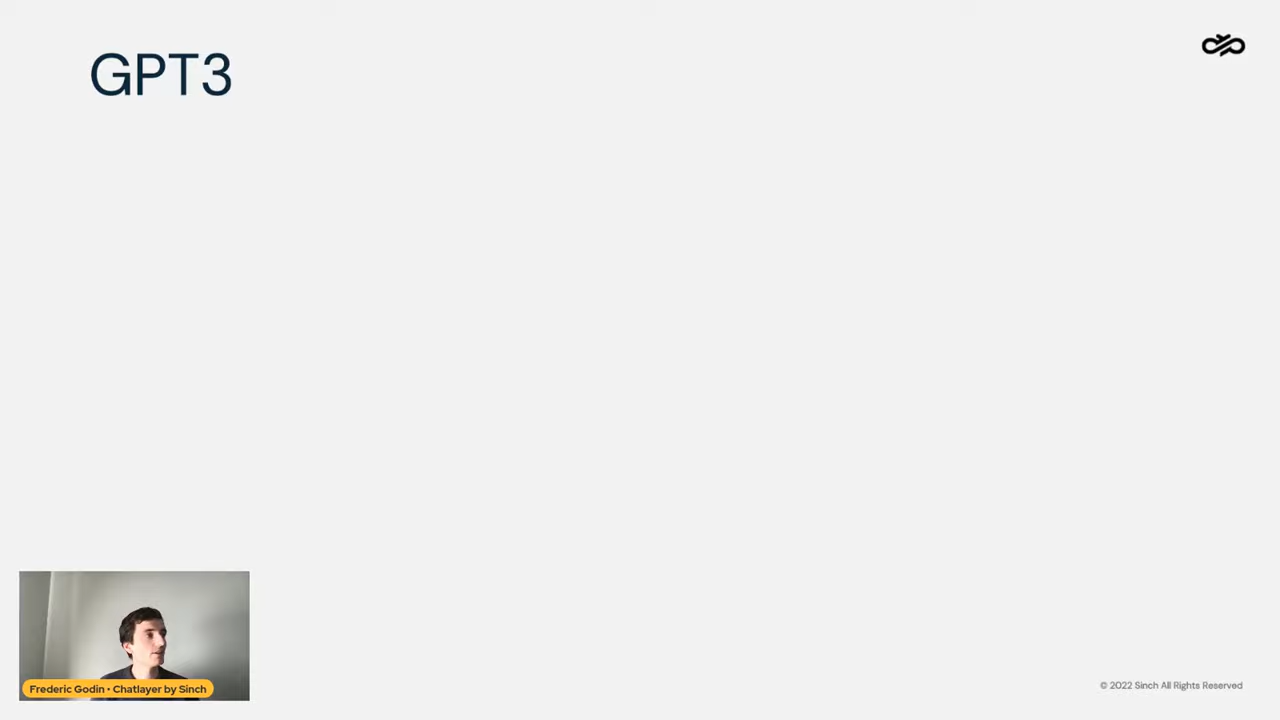 GPT3
Frederic Godin • Chatlayer by Sinch
© 2022 Sinch All Rights Reserved